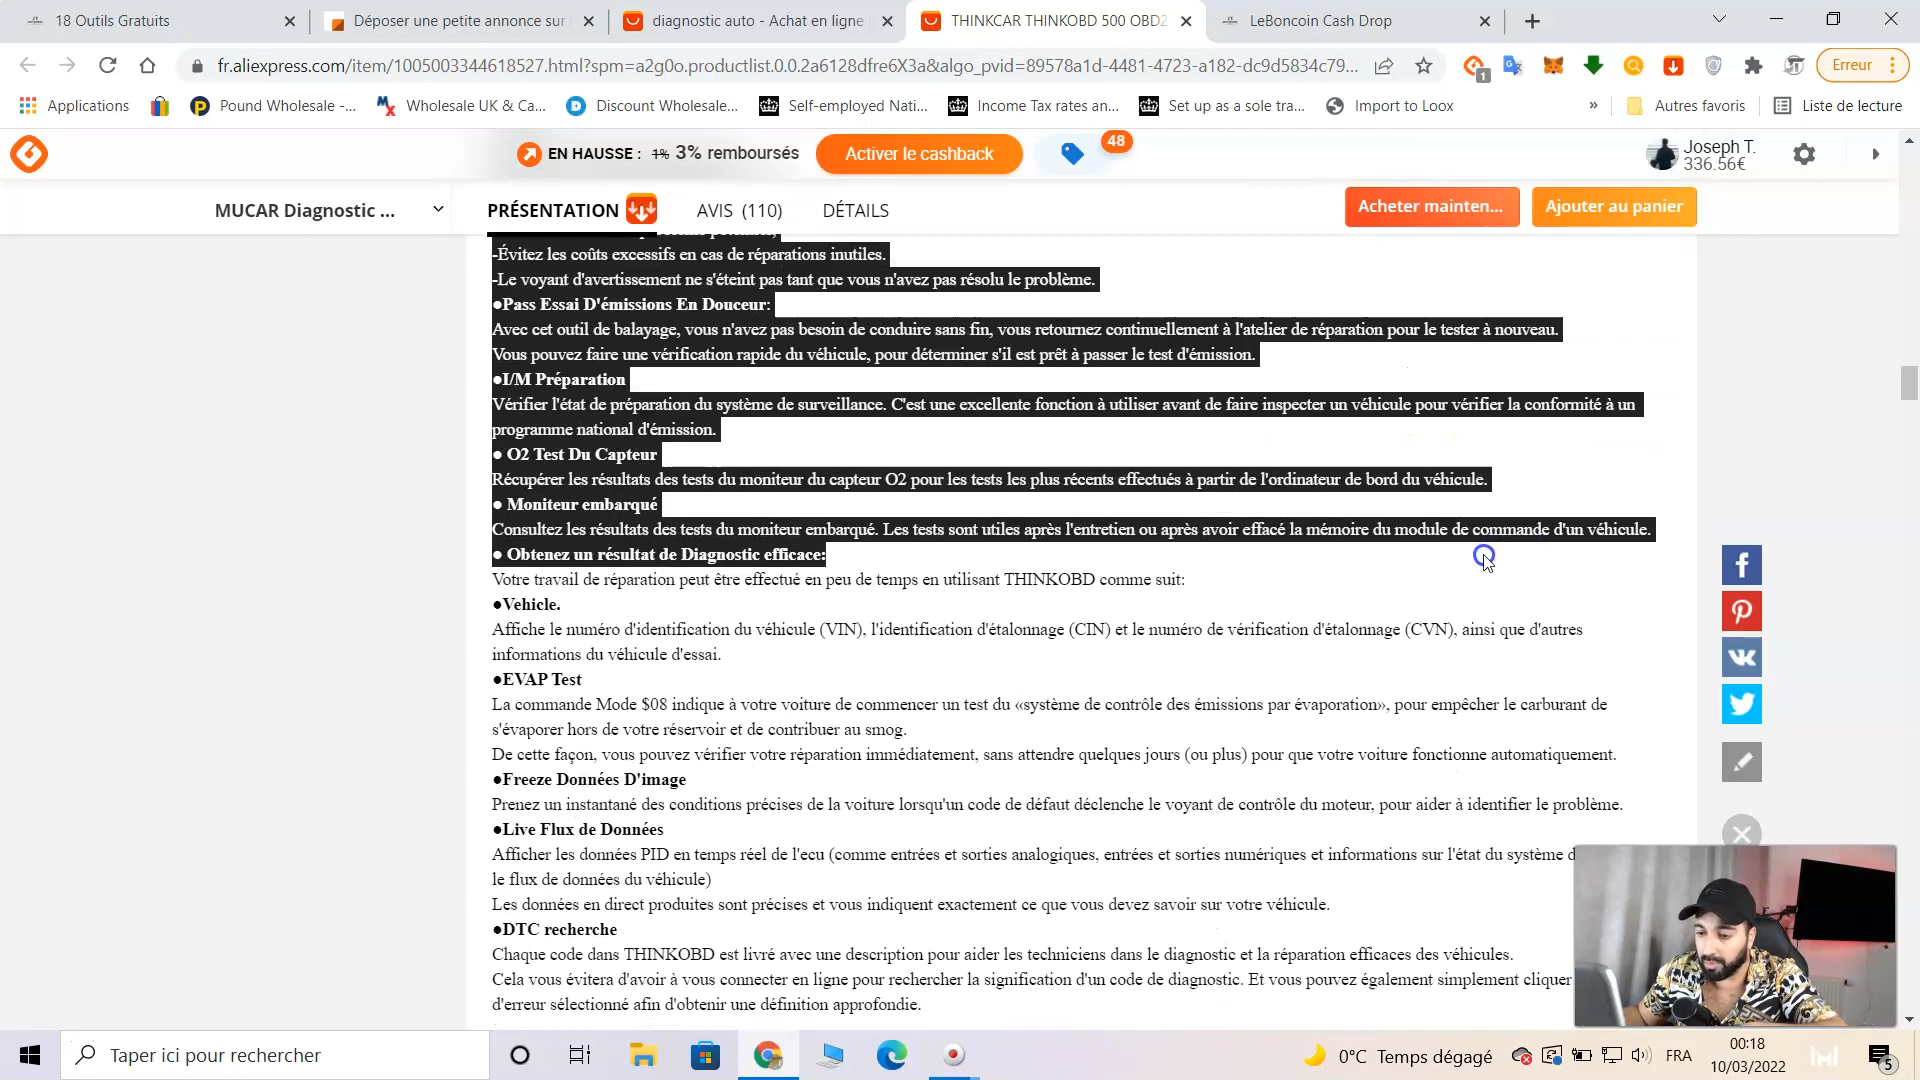 18 Outils Gratuits
Déposer une petite annonce sur
diagnostic auto - Achat en ligne
THINKCAR THINKOBD 500 OBD2
LeBoncoin Cash Drop
fr.aliexpress.com/item/1005003344618527.html?spm=a2g0o.productlist.0.0.2a6128dfre6X3a&algo_pvid=89578a1d-4481-4723-a182-dc9d5834c79...
1
Erreur
Applications
Pound Wholesale -...
Wholesale UK & Ca...
Discount Wholesale...
Self-employed Nati...
Income Tax rates an...
Set up as a sole tra...
Import to Loox
»
Autres favoris
Liste de lecture
EN HAUSSE : 1% 3% remboursés
Activer le cashback
48
Joseph T.
336.56€
MUCAR Diagnostic ...
PRÉSENTATION
AVIS (110)
DÉTAILS
Acheter mainten...
Ajouter au panier
-Évitez les coûts excessifs en cas de réparations inutiles.
-Le voyant d'avertissement ne s'éteint pas tant que vous n'avez pas résolu le problème.
●Pass Essai D'émissions En Douceur:
Avec cet outil de balayage, vous n'avez pas besoin de conduire sans fin, vous retournez continuellement à l'atelier de réparation pour le tester à nouveau.
Vous pouvez faire une vérification rapide du véhicule, pour déterminer s'il est prêt à passer le test d'émission.
●I/M Préparation
Vérifier l'état de préparation du système de surveillance. C'est une excellente fonction à utiliser avant de faire inspecter un véhicule pour vérifier la conformité à un
programme national d'émission.
● O2 Test Du Capteur
Récupérer les résultats des tests du moniteur du capteur O2 pour les tests les plus récents effectués à partir de l'ordinateur de bord du véhicule.
● Moniteur embarqué
Consultez les résultats des tests du moniteur embarqué. Les tests sont utiles après l'entretien ou après avoir effacé la mémoire du module de commande d'un véhicule.
● Obtenez un résultat de Diagnostic efficace:
Votre travail de réparation peut être effectué en peu de temps en utilisant THINKOBD comme suit:
●Vehicle.
Affiche le numéro d'identification du véhicule (VIN), l'identification d'étalonnage (CIN) et le numéro de vérification d'étalonnage (CVN), ainsi que d'autres
informations du véhicule d'essai.
●EVAP Test
La commande Mode $08 indique à votre voiture de commencer un test du «système de contrôle des émissions par évaporation», pour empêcher le carburant de
s'évaporer hors de votre réservoir et de contribuer au smog.
De cette façon, vous pouvez vérifier votre réparation immédiatement, sans attendre quelques jours (ou plus) pour que votre voiture fonctionne automatiquement.
●Freeze Données D'image
Prenez un instantané des conditions précises de la voiture lorsqu'un code de défaut déclenche le voyant de contrôle du moteur, pour aider à identifier le problème.
●Live Flux de Données
Afficher les données PID en temps réel de l'ecu (comme entrées et sorties analogiques, entrées et sorties numériques et informations sur l'état du système
le flux de données du véhicule)
Les données en direct produites sont précises et vous indiquent exactement ce que vous devez savoir sur votre véhicule.
●DTC recherche
Chaque code dans THINKOBD est livré avec une description pour aider les techniciens dans le diagnostic et la réparation efficaces des véhicules.
Cela vous évitera d'avoir à vous connecter en ligne pour rechercher la signification d'un code de diagnostic. Et vous pouvez également simplement cliquer
d'erreur sélectionné afin d'obtenir une définition approfondie.
Taper ici pour rechercher
0°C Temps dégagé
FRA
00:18
10/03/2022
5